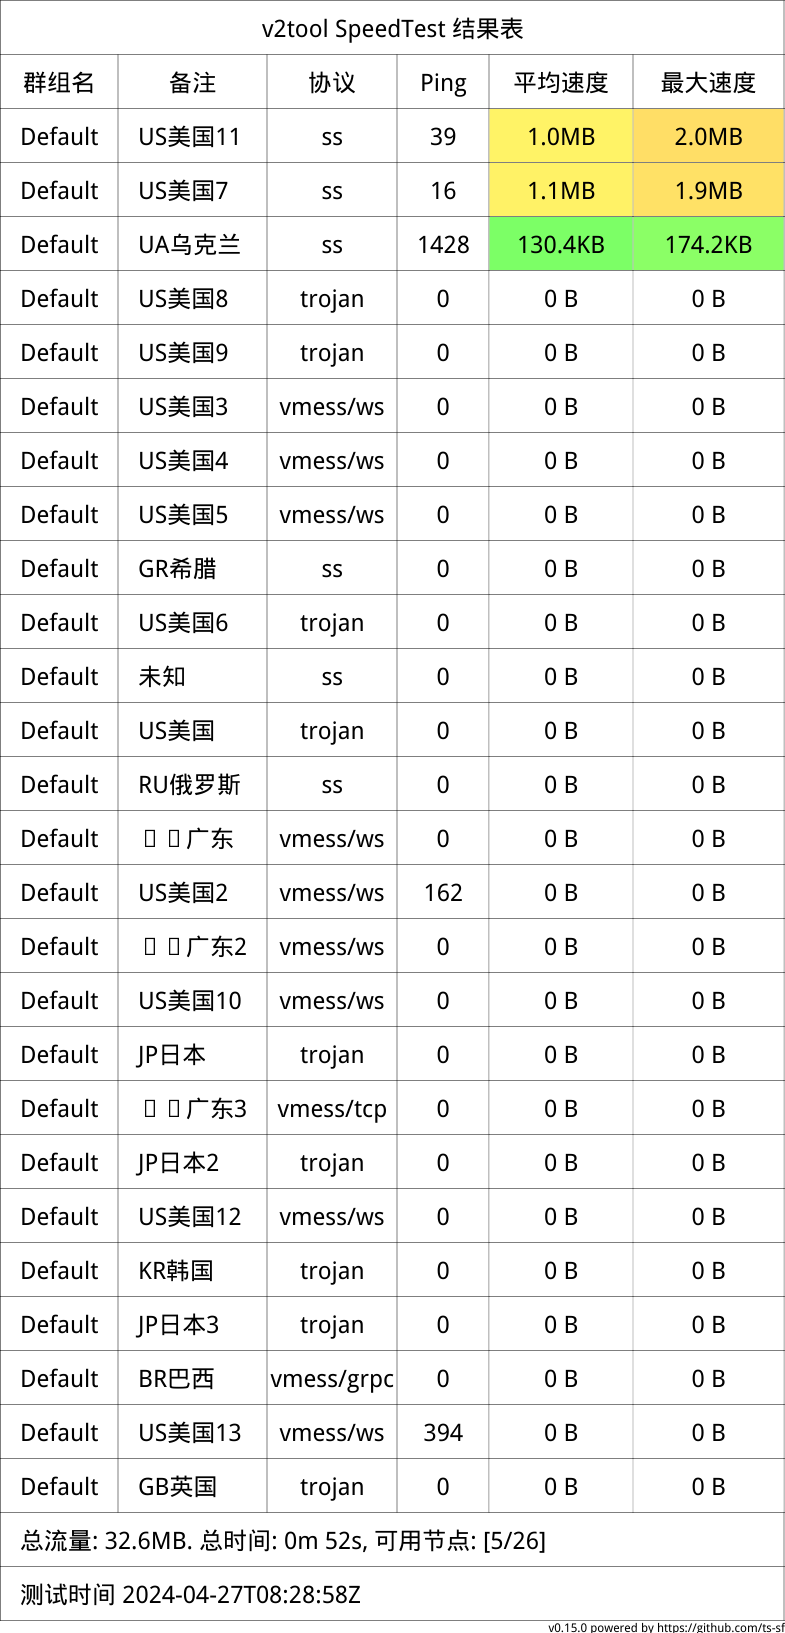 v2tool SpeedTest 结果表
群组名 备注 协议 Ping 平均速度 最大速度
Default US美国11 ss 39 1.0MB 2.0MB
Default US美国7 ss 16 1.1MB 1.9MB
Default UA乌克兰 ss 1428 130.4KB 174.2KB
Default US美国8 trojan 0 0 B 0 B
Default US美国9 trojan 0 0 B 0 B
Default US美国3 vmess/ws 0 0 B 0 B
Default US美国4 vmess/ws 0 0 B 0 B
Default US美国5 vmess/ws 0 0 B 0 B
Default GR希腊 ss 0 0 B 0 B
Default US美国6 trojan 0 0 B 0 B
Default 未知 ss 0 0 B 0 B
Default US美国 trojan 0 0 B 0 B
Default RU俄罗斯 ss 0 0 B 0 B
Default 广东 vmess/ws 0 0 B 0 B
Default US美国2 vmess/ws 162 0 B 0 B
Default 广东2 vmess/ws 0 0 B 0 B
Default US美国10 vmess/ws 0 0 B 0 B
Default JP日本 trojan 0 0 B 0 B
Default 广东3 vmess/tcp 0 0 B 0 B
Default JP日本2 trojan 0 0 B 0 B
Default US美国12 vmess/ws 0 0 B 0 B
Default KR韩国 trojan 0 0 B 0 B
Default JP日本3 trojan 0 0 B 0 B
Default BR巴西 vmess/grpc 0 0 B 0 B
Default US美国13 vmess/ws 394 0 B 0 B
Default GB英国 trojan 0 0 B 0 B
总流量: 32.6MB. 总时间: 0m 52s, 可用节点: [5/26]
测试时间 2024-04-27T08:28:58Z
v0.15.0 powered by https://github.com/ts-sf